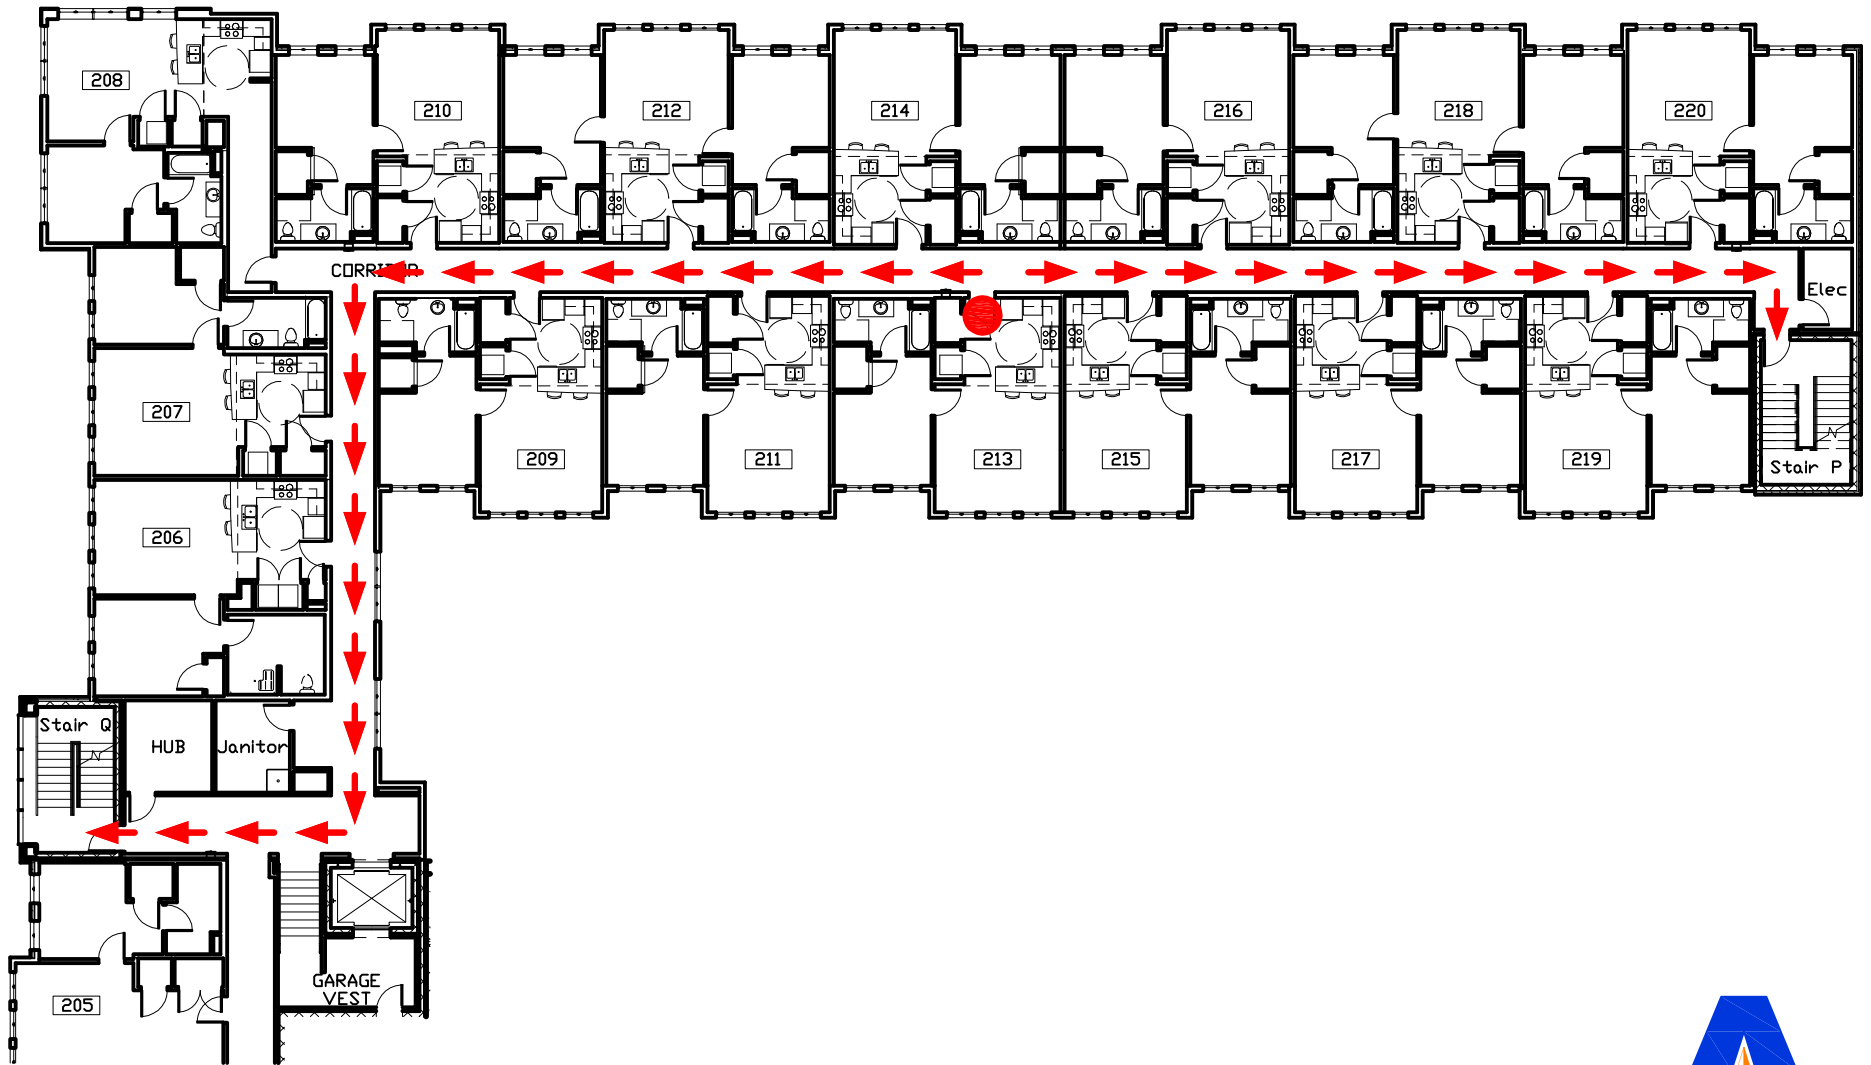 208
210
212
214
216
218
220
CORRIDOR
Elec
207
209
211
213
215
217
219
Stair P
206
Stair Q
HUB
Janitor
GARAGE
VEST
205